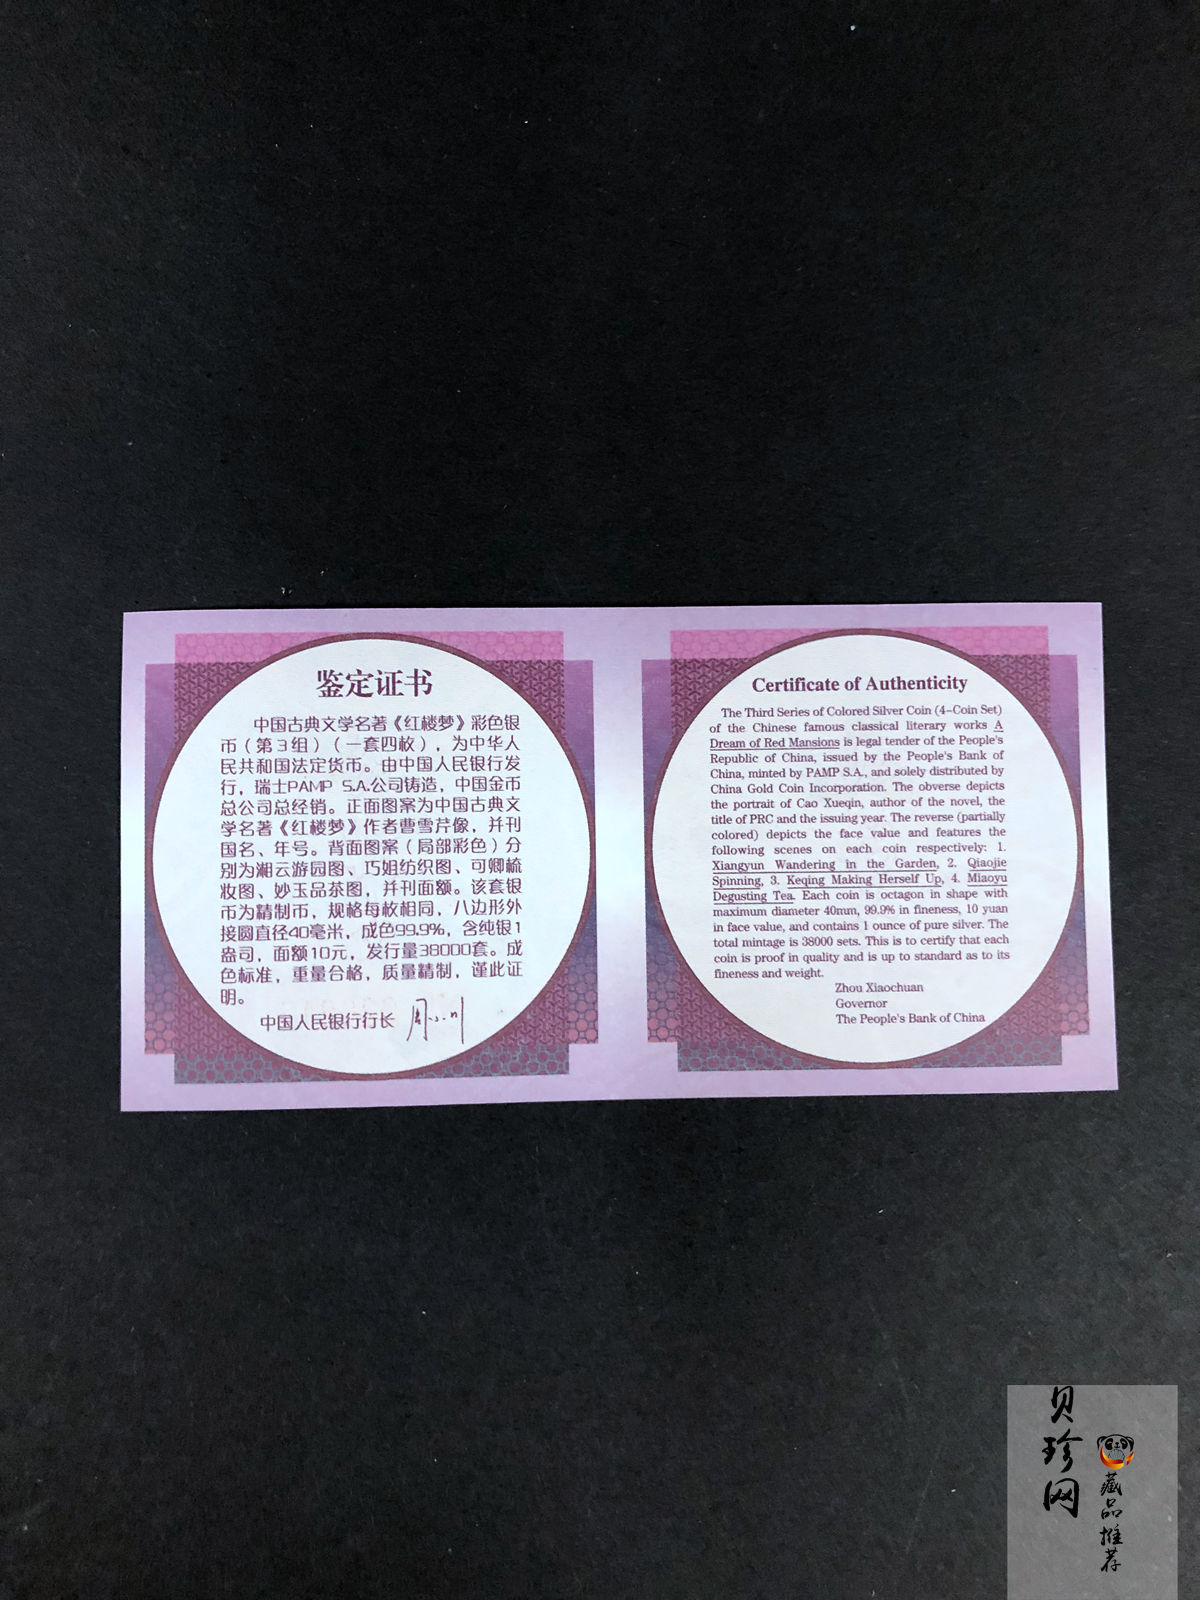 鉴定证书
中国古典文学名著《红楼梦》彩色银
币（第3组）（一套四枚），为中华人
民共和国法定货币。由中国人民银行发
行，瑞士PAMP S.A.公司铸造，中国金币
总公司总经销。正面图案为中国古典文
学名著《红楼梦》作者曹雪芹像，并刊
国名、年号。背面图案（局部彩色）分
别为湘云游园图、巧姐纺织图、可卿梳
妆图、妙玉品茶图，并刊面额。该套银
币为精制币，规格每枚相同，八边形外
接圆直径40毫米，成色99.9%，含纯银1
盎司，面额10元，发行量38000套。成
色标准，重量合格，质量精制，谨此证
明。
中国人民银行行长 周小川
Certificate of Authenticity
The Third Series of Colored Silver Coin (4-Coin Set)
of the Chinese famous classical literary works A
Dream of Red Mansions is legal tender of the People's
Republic of China, issued by the People's Bank of
China, minted by PAMP S.A., and solely distributed by
China Gold Coin Incorporation. The obverse depicts
the portrait of Cao Xueqin, author of the novel, the
title of PRC and the issuing year. The reverse (partially
colored) depicts the face value and features the
following scenes on each coin respectively: 1.
Xiangyun Wandering in the Garden, 2. Qiaojie
Spinning, 3. Keqing Making Herself Up, 4. Miaoyu
Degusting Tea. Each coin is octagon in shape with
maximum diameter 40mm, 99.9% in fineness, 10 yuan
in face value, and contains 1 ounce of pure silver. The
total mintage is 38000 sets. This is to certify that each
coin is proof in quality and is up to standard as to its
fineness and weight.
Zhou Xiaochuan
Governor
The People's Bank of China
贝珍网
藏品推荐